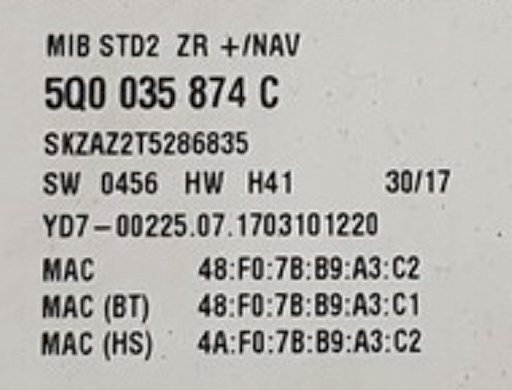 MIB STD2 ZR +/NAV
5Q0 035 874 C
SKZAZ2T5286835
SW 0456 HW H41 30/17
YD7-00225.07.1703101220
MAC 48:F0:7B:B9:A3:C2
MAC (BT) 48:F0:7B:B9:A3:C1
MAC (HS) 4A:F0:7B:B9:A3:C2